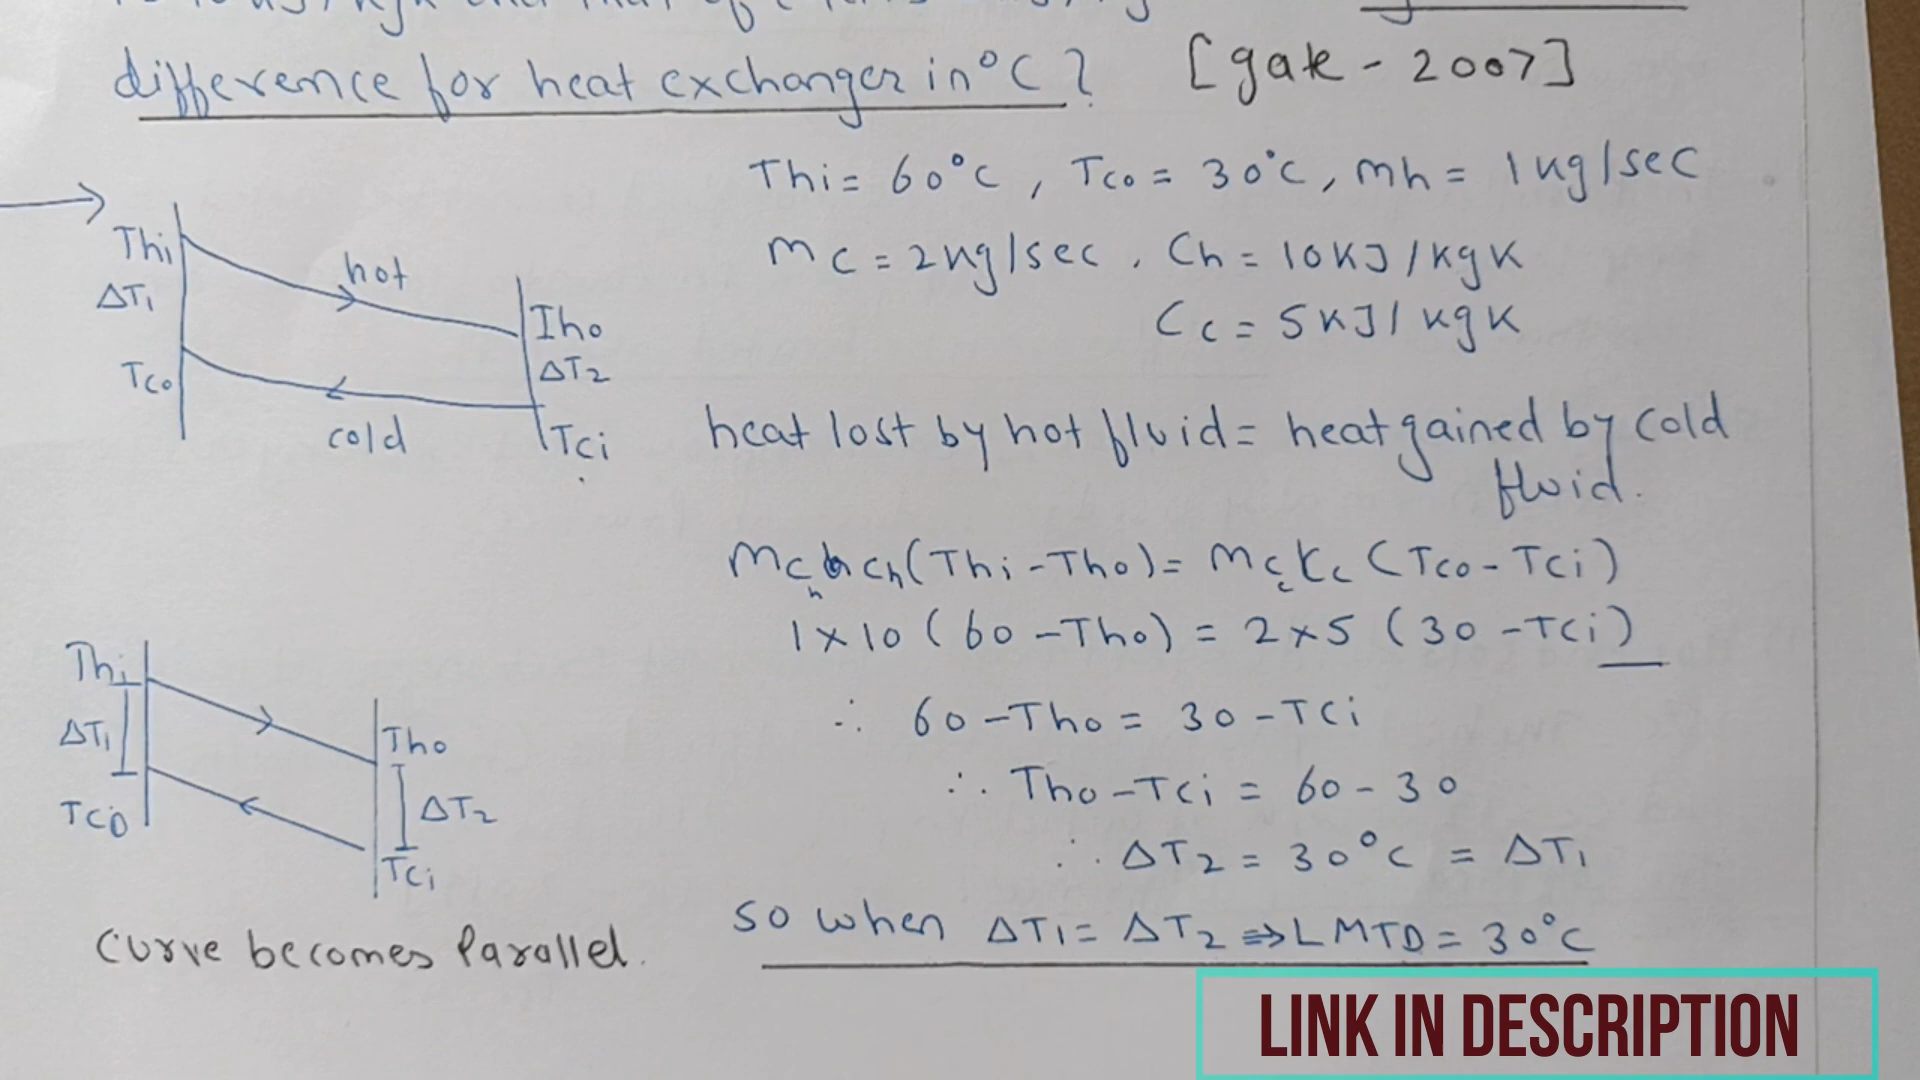 difference for heat exchanger in °C ? [gate - 2007]
Thi = 60°C , Tco = 30°C, mh = 1kg/sec
mc = 2kg/sec , Ch = 10KJ/kgK
Cc = 5KJ/kgK
Thi
hot
ΔT1
Tho
ΔT2
Tco
cold
Tci
heat lost by hot fluid = heat gained by cold
fluid.
(Thi - Tho) = (Tco - Tci)
1 × 10 (60 - Tho) = 2 × 5 (30 - Tci)
∴ 60 - Tho = 30 - Tci
∴ Tho - Tci = 60 - 30
∴ ΔT2 = 30°C = ΔT1
so when ΔT1 = ΔT2 ⇒ LMTD = 30°C
Thi
ΔT1
Tho
ΔT2
Tco
Tci
Curve becomes Parallel.
LINK IN DESCRIPTION